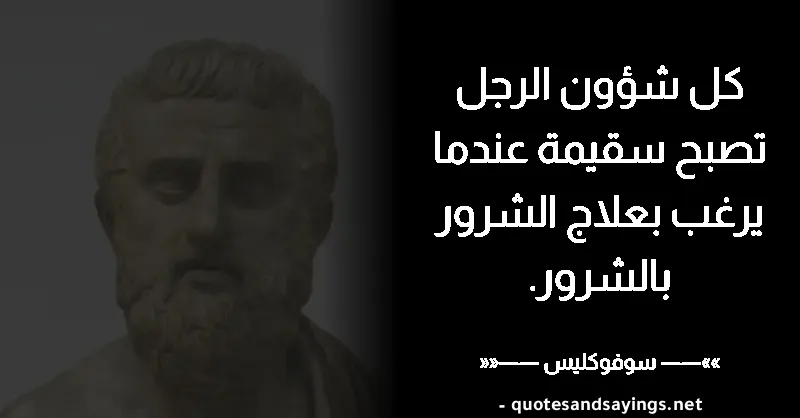 كل شؤون الرجل
تصبح سقيمة عندما
يرغب بعلاج الشرور
بالشرور.
»»—— سوفوكليس ——««
- quotesandsayings.net